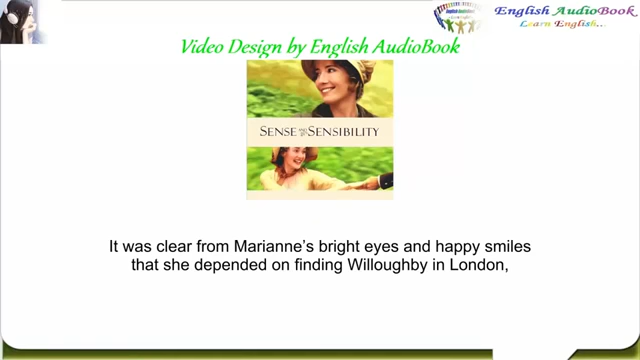 English AudioBook
Learn English...
Video Design by English AudioBook
SENSE AND SENSIBILITY
It was clear from Marianne's bright eyes and happy smiles
that she depended on finding Willoughby in London,